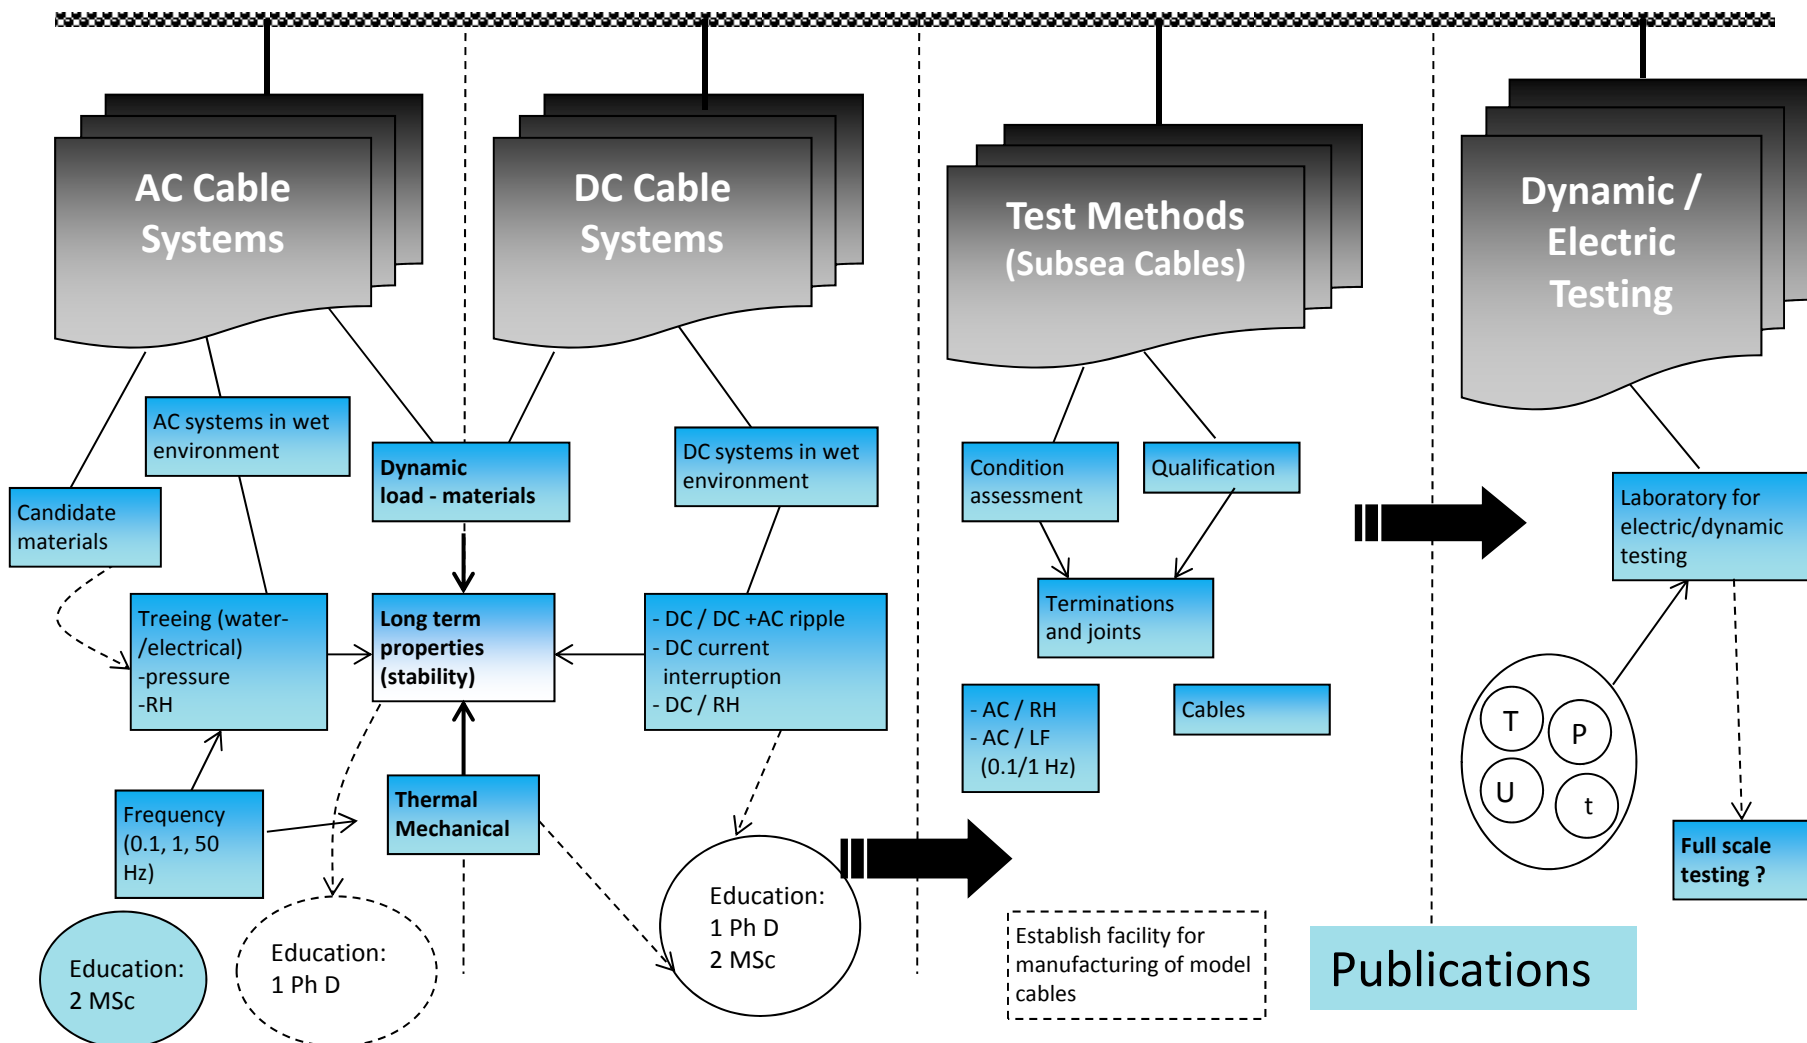 AC Cable
Systems
DC Cable
Systems
Test Methods
(Subsea Cables)
Dynamic /
Electric
Testing
AC systems in wet
environment
Candidate
materials
Dynamic
load - materials
DC systems in wet
environment
Condition
assessment
Qualification
Laboratory for
electric/dynamic
testing
Treeing (water-
/electrical)
-pressure
-RH
Long term
properties
(stability)
- DC / DC +AC ripple
- DC current
interruption
- DC / RH
Terminations
and joints
- AC / RH
- AC / LF
(0.1/1 Hz)
Cables
T
P
U
t
Frequency
(0.1, 1, 50
Hz)
Thermal
Mechanical
Full scale
testing ?
Education:
2 MSc
Education:
1 Ph D
Education:
1 Ph D
2 MSc
Establish facility for
manufacturing of model
cables
Publications